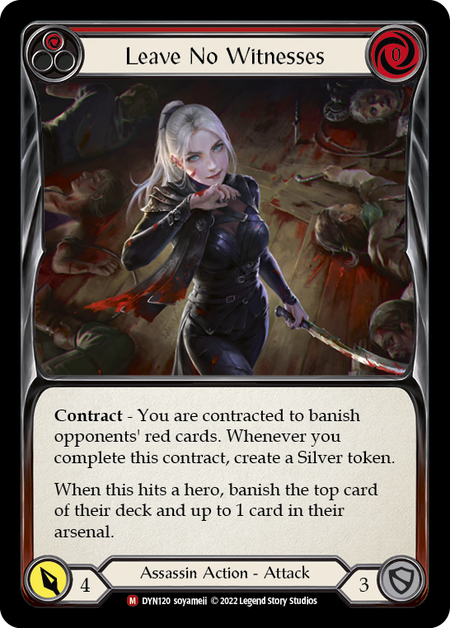 Leave No Witnesses
0
Contract - You are contracted to banish
opponents' red cards. Whenever you
complete this contract, create a Silver token.
When this hits a hero, banish the top card
of their deck and up to 1 card in their
arsenal.
4
Assassin Action - Attack
3
M DYN120 soyameii © 2022 Legend Story Studios